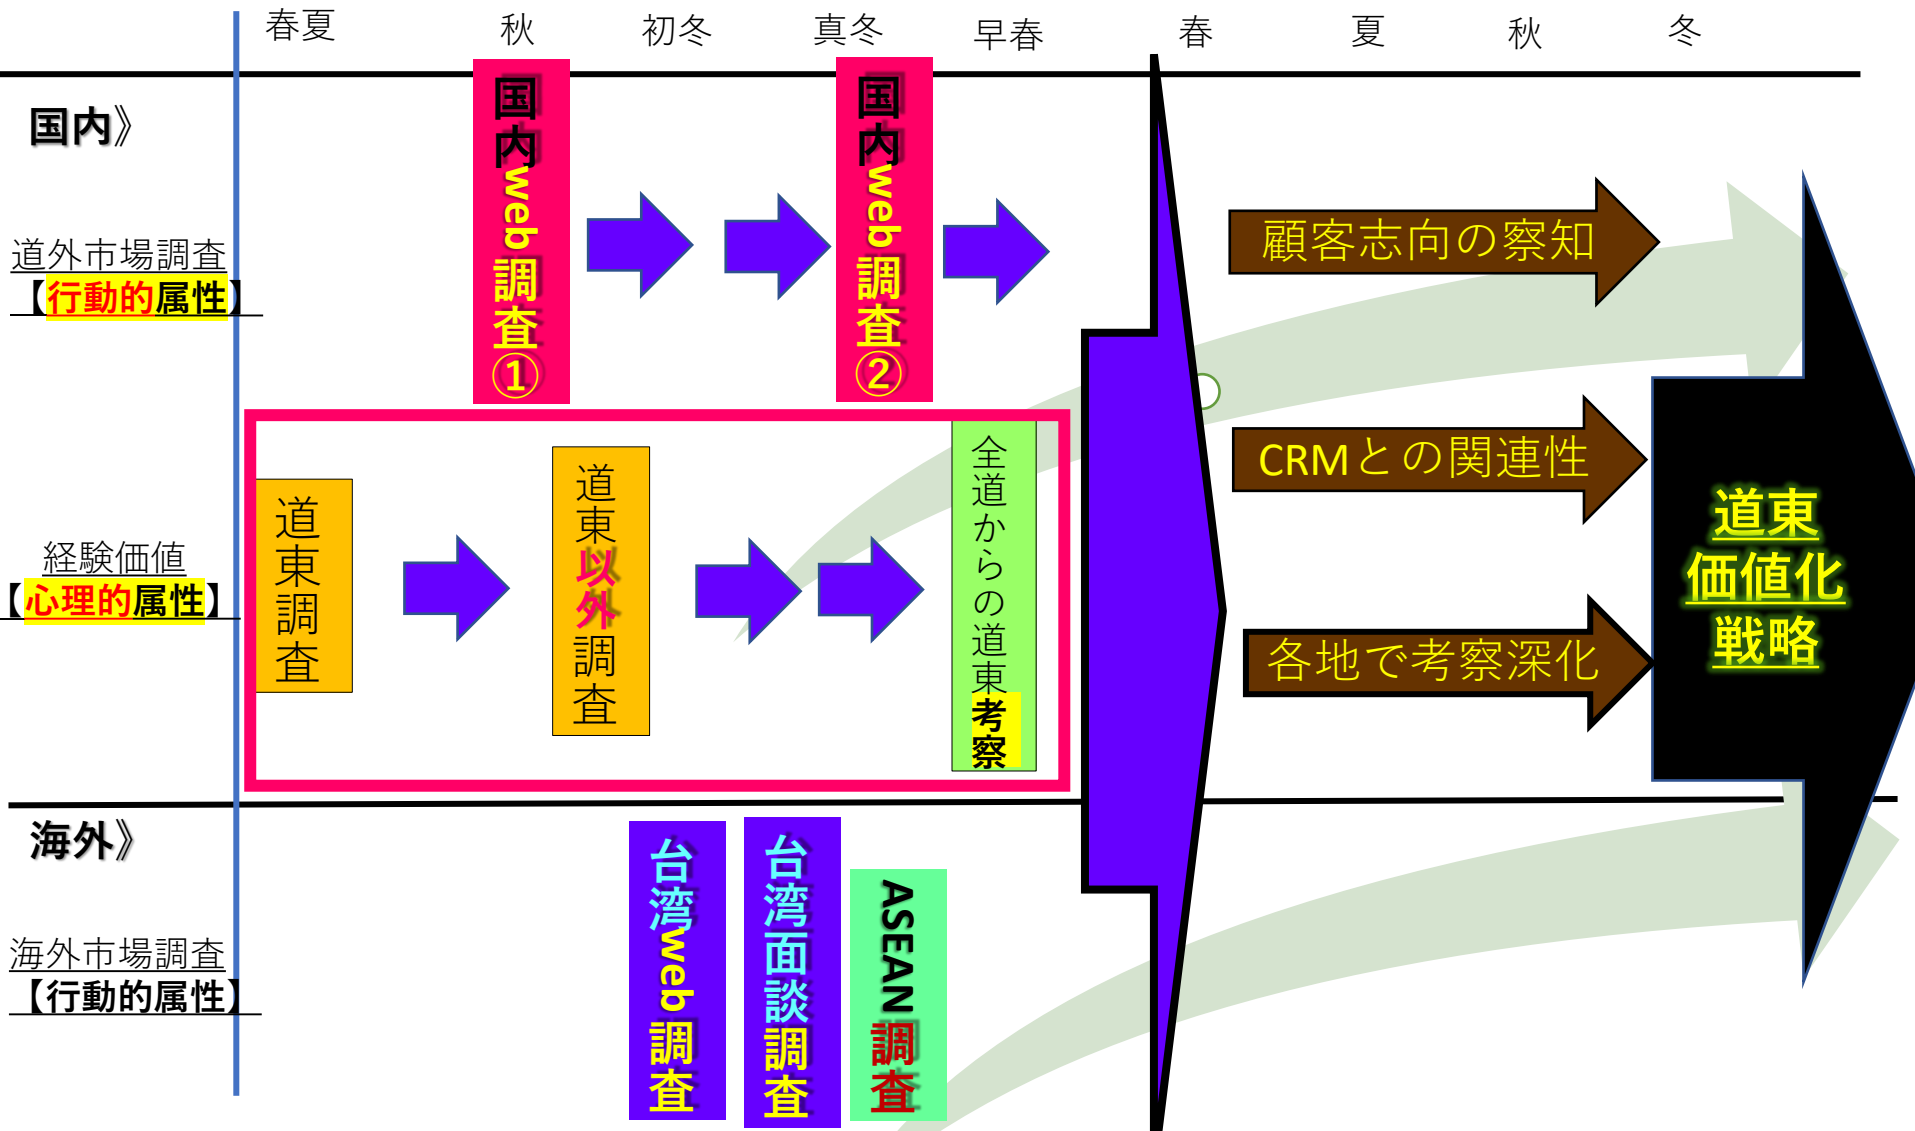 春夏 秋 初冬 真冬 早春 春 夏 秋 冬
国内》
道外市場調査
【行動的属性】
国内web調査①
国内web調査②
顧客志向の察知
経験価値
【心理的属性】
道東調査
道東以外調査
全道からの道東考察
CRMとの関連性
各地で考察深化
道東
価値化
戦略
海外》
海外市場調査
【行動的属性】
台湾web調査
台湾面談調査
ASEAN調査